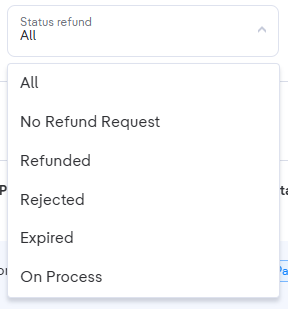 Status refund
All
All
No Refund Request
Refunded
Rejected
Expired
On Process